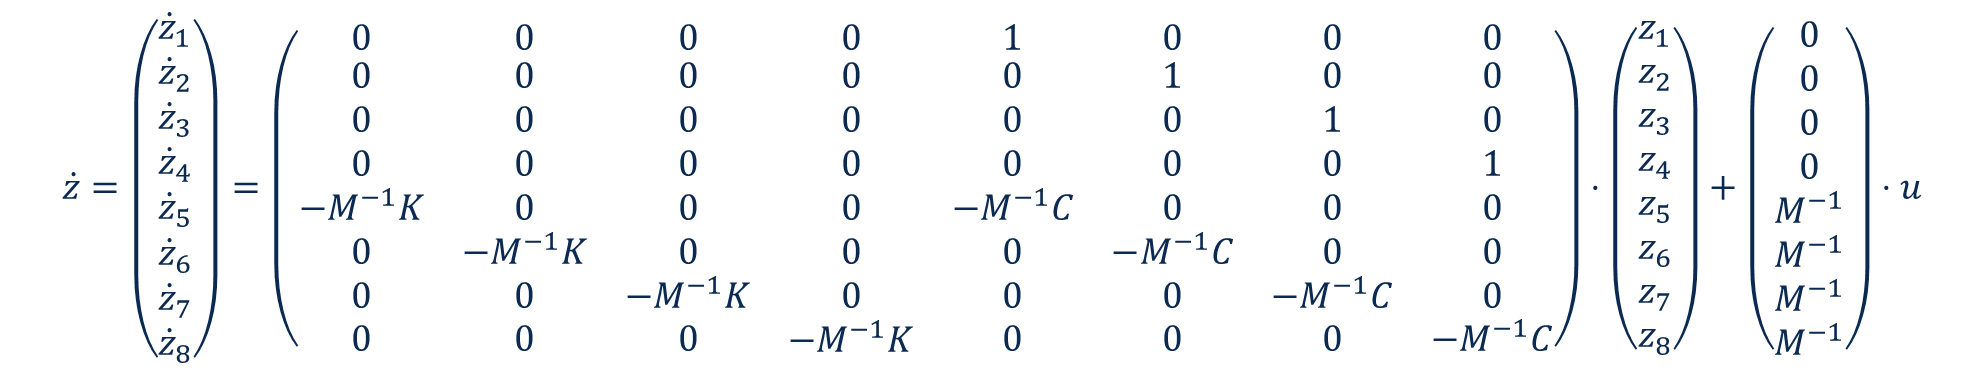 ż = (ż₁ ż₂ ż₃ ż₄ ż₅ ż₆ ż₇ ż₈) = ( ) · (z₁ z₂ z₃ z₄ z₅ z₆ z₇ z₈) + (0 0 0 0 M⁻¹ M⁻¹ M⁻¹ M⁻¹) · u
0 0 0 0 1 0 0 0
0 0 0 0 0 1 0 0
0 0 0 0 0 0 1 0
0 0 0 0 0 0 0 1
−M⁻¹K 0 0 0 −M⁻¹C 0 0 0
0 −M⁻¹K 0 0 0 −M⁻¹C 0 0
0 0 −M⁻¹K 0 0 0 −M⁻¹C 0
0 0 0 −M⁻¹K 0 0 0 −M⁻¹C